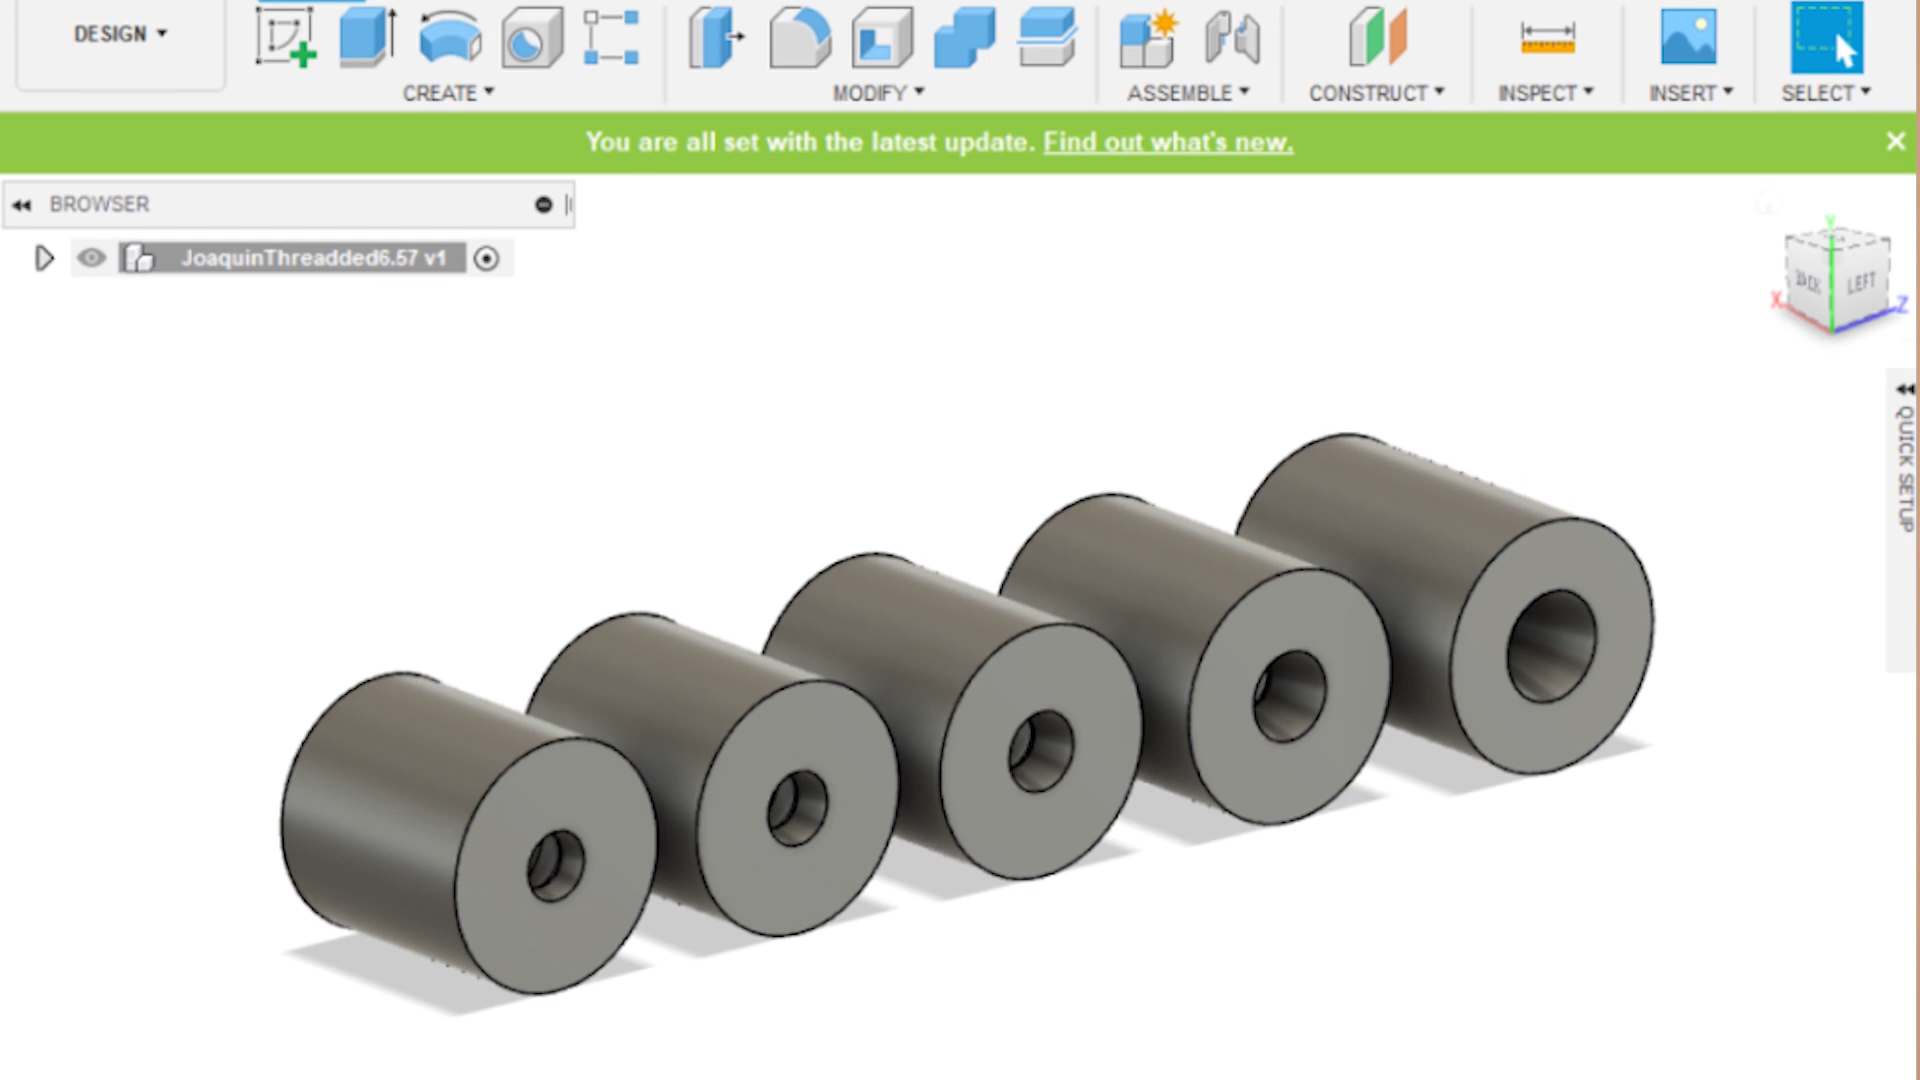 DESIGN
CREATE
MODIFY
ASSEMBLE
CONSTRUCT
INSPECT
INSERT
SELECT
You are all set with the latest update. Find out what's new.
BROWSER
JoaquinThreadded6.57 v1
Y
LEFT
X
Z
QUICK SETUP